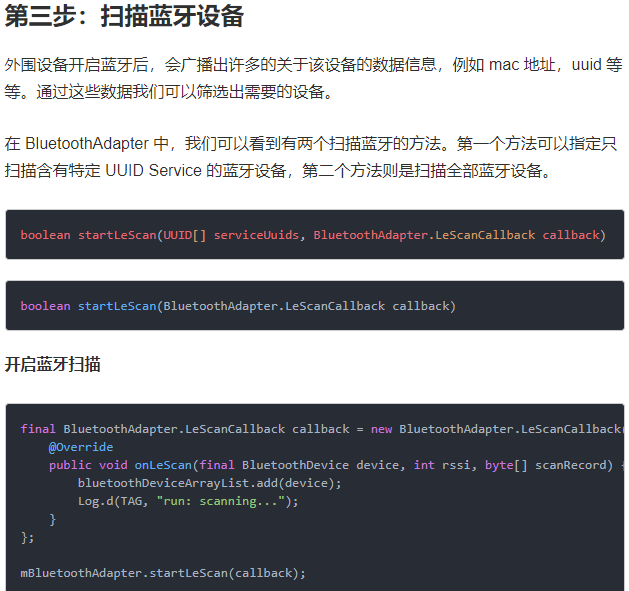 第三步：扫描蓝牙设备
外围设备开启蓝牙后，会广播出许多的关于该设备的数据信息，例如 mac 地址，uuid 等
等。通过这些数据我们可以筛选出需要的设备。
在 BluetoothAdapter 中，我们可以看到有两个扫描蓝牙的方法。第一个方法可以指定只
扫描含有特定 UUID Service 的蓝牙设备，第二个方法则是扫描全部蓝牙设备。
boolean startLeScan(UUID[] serviceUuids, BluetoothAdapter.LeScanCallback callback)
boolean startLeScan(BluetoothAdapter.LeScanCallback callback)
开启蓝牙扫描
final BluetoothAdapter.LeScanCallback callback = new BluetoothAdapter.LeScanCallback(
    @Override
    public void onLeScan(final BluetoothDevice device, int rssi, byte[] scanRecord) {
        bluetoothDeviceArrayList.add(device);
        Log.d(TAG, "run: scanning...");
    }
};
mBluetoothAdapter.startLeScan(callback);